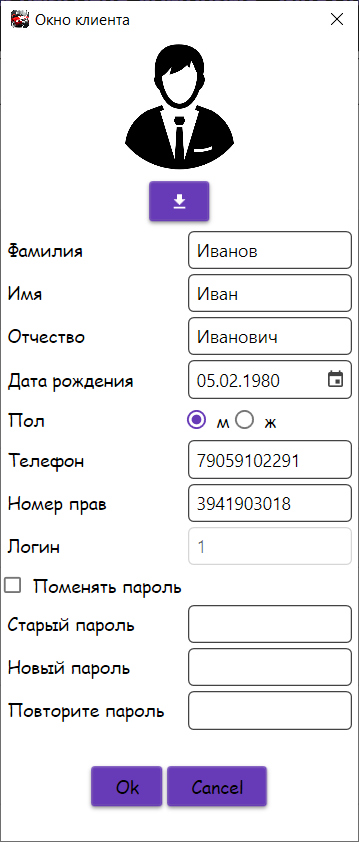 Окно клиента
Фамилия Иванов
Имя Иван
Отчество Иванович
Дата рождения 05.02.1980
Пол м ж
Телефон 79059102291
Номер прав 3941903018
Логин 1
Поменять пароль
Старый пароль
Новый пароль
Повторите пароль
Ok Cancel